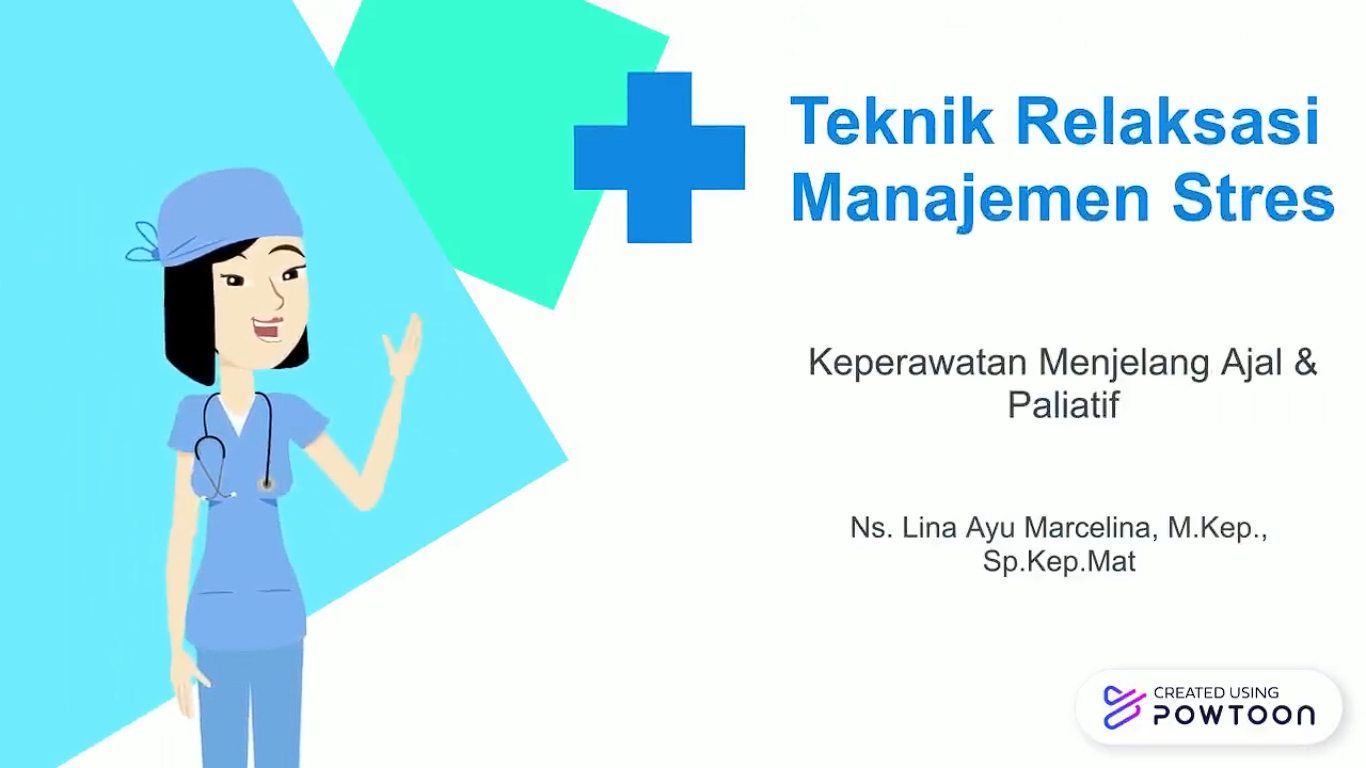 Teknik Relaksasi
Manajemen Stres
Keperawatan Menjelang Ajal &
Paliatif
Ns. Lina Ayu Marcelina, M.Kep.,
Sp.Kep.Mat
CREATED USING
POWTOON